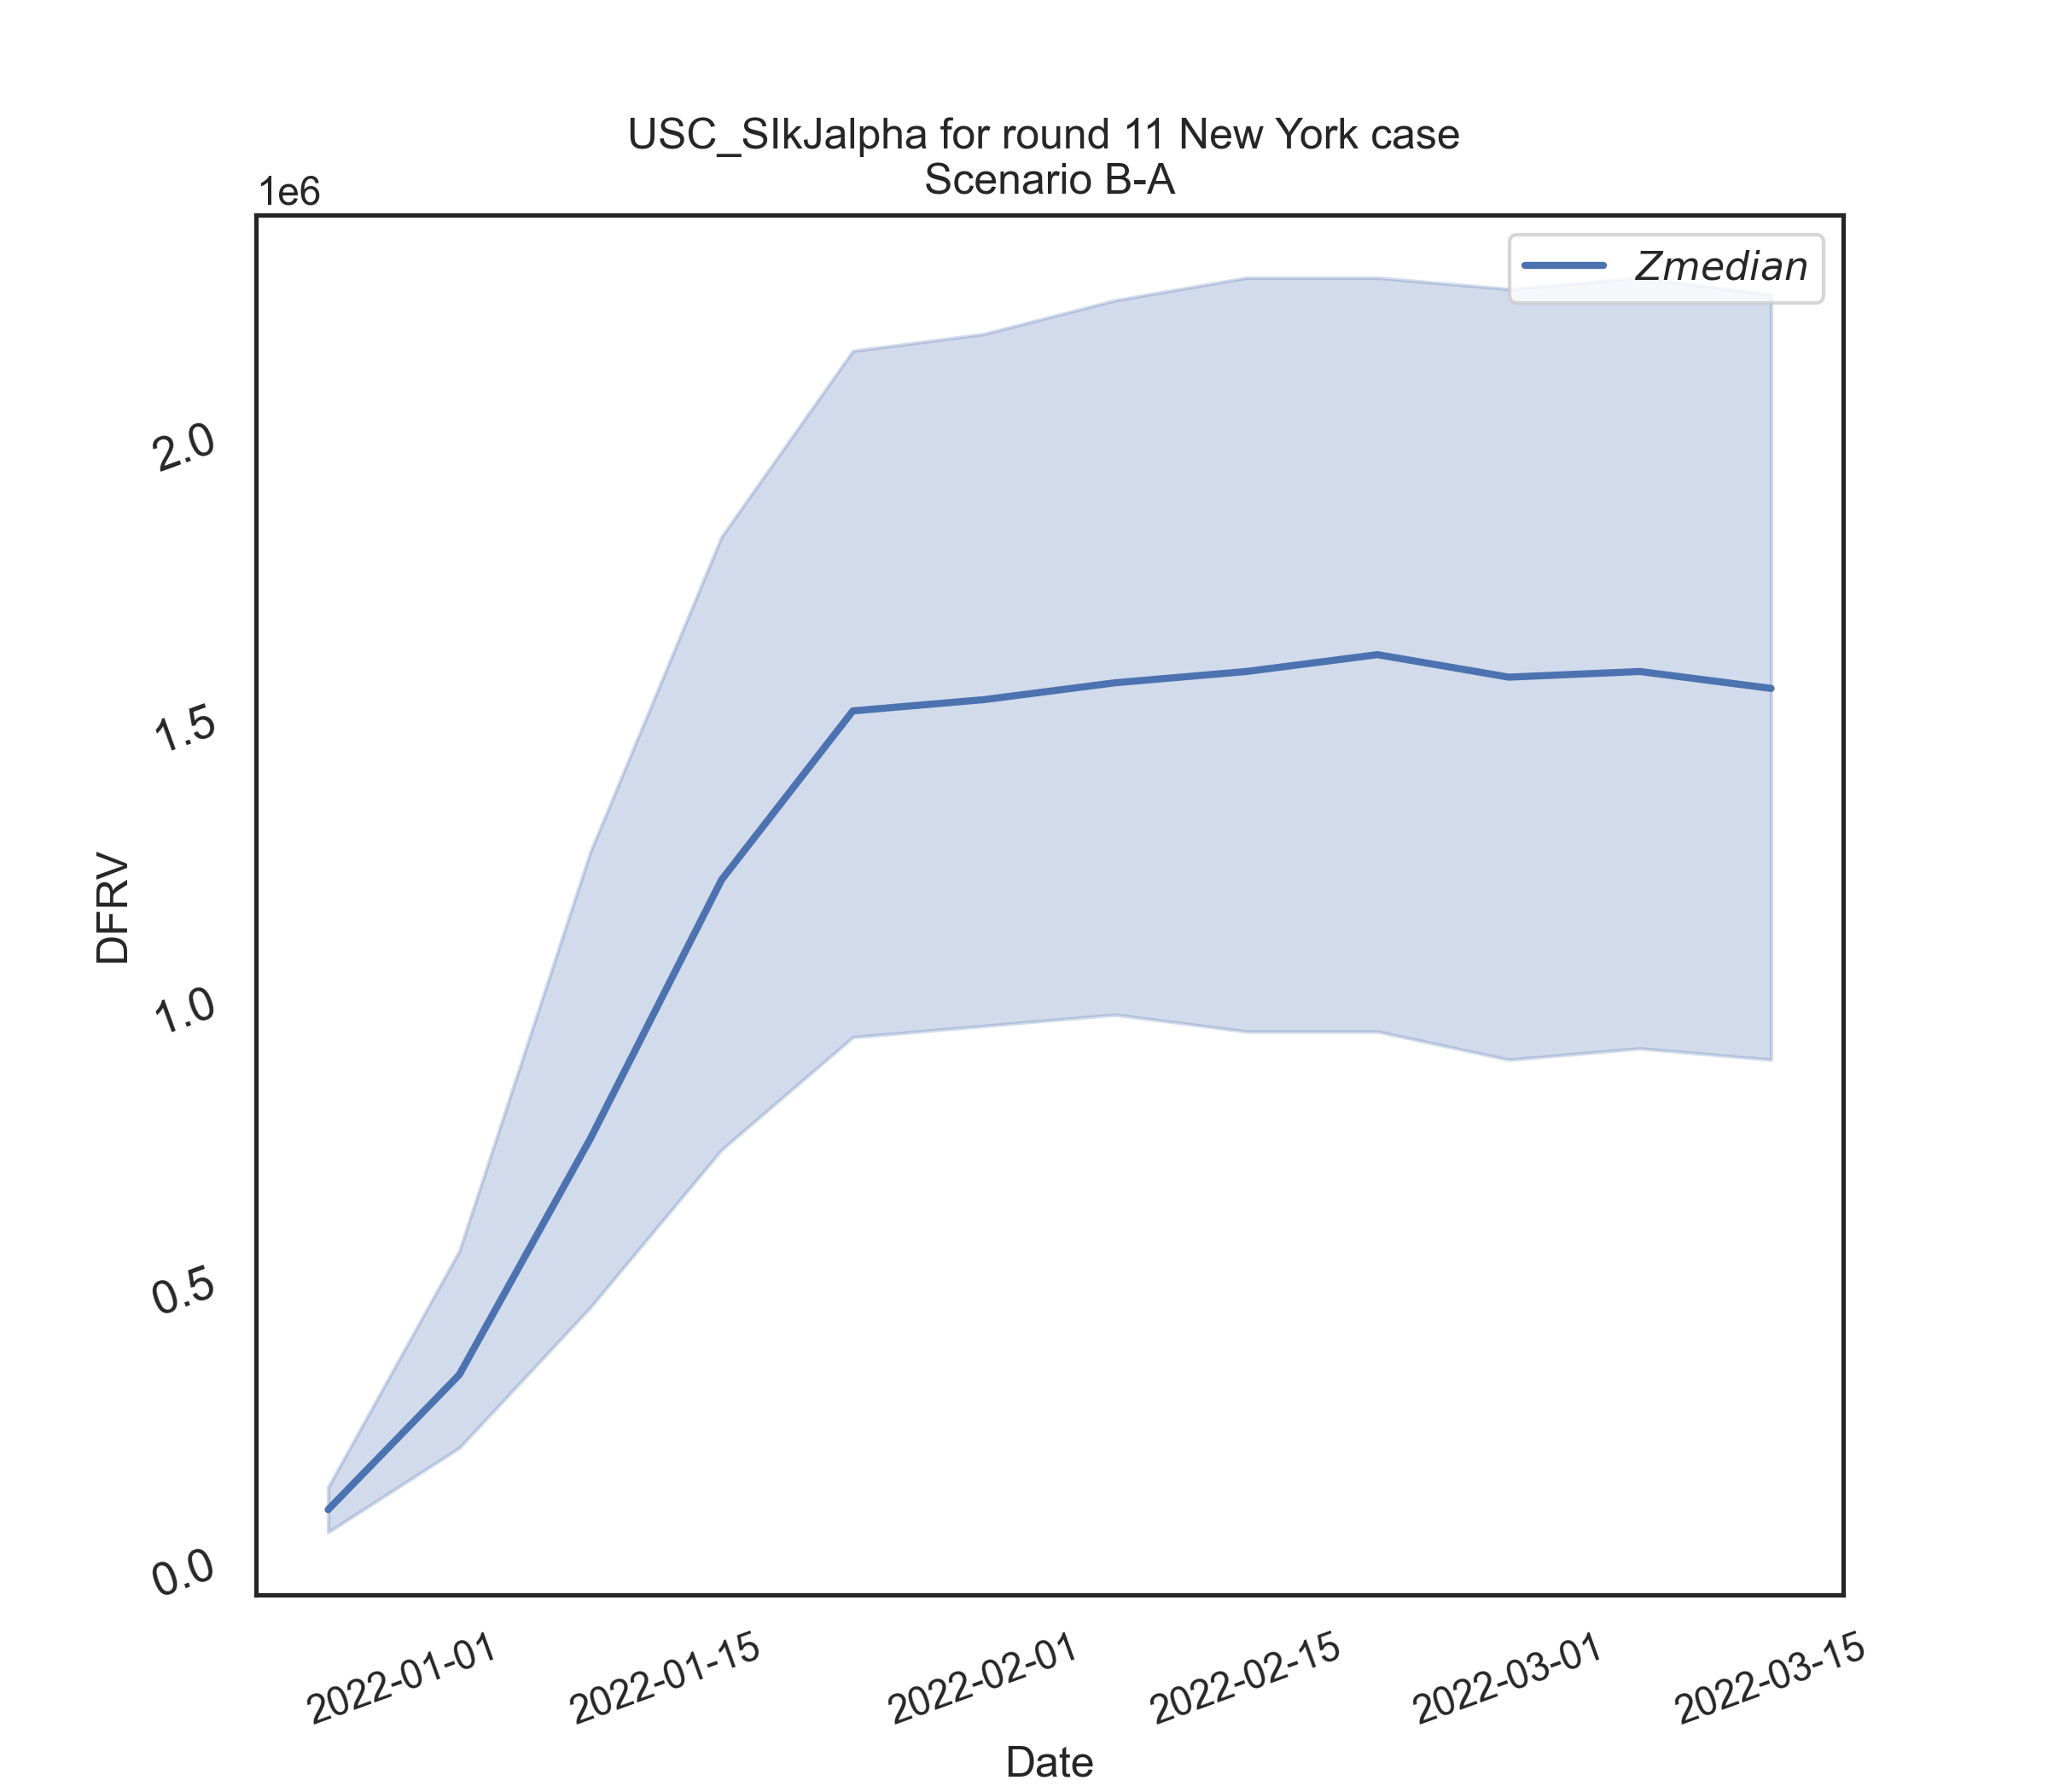 USC_SIkJalpha for round 11 New York case
Scenario B-A
1e6
Zmedian
2.0
1.5
1.0
0.5
0.0
DFRV
2022-01-01
2022-01-15
2022-02-01
2022-02-15
2022-03-01
2022-03-15
Date